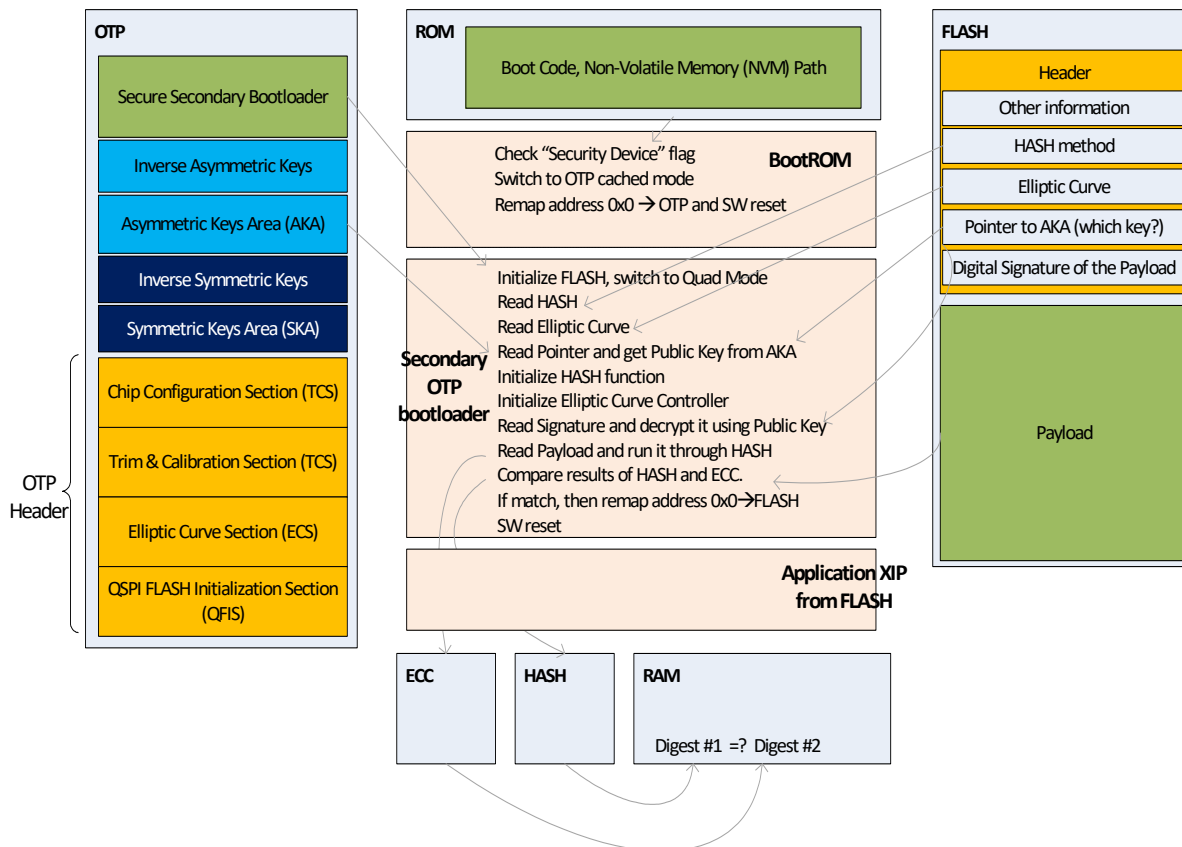 OTP
Secure Secondary Bootloader
Inverse Asymmetric Keys
Asymmetric Keys Area (AKA)
Inverse Symmetric Keys
Symmetric Keys Area (SKA)
OTP
Header
Chip Configuration Section (TCS)
Trim & Calibration Section (TCS)
Elliptic Curve Section (ECS)
QSPI FLASH Initialization Section
(QFIS)
ROM
Boot Code, Non-Volatile Memory (NVM) Path
Check “Security Device” flag
Switch to OTP cached mode
Remap address 0x0 → OTP and SW reset
BootROM
Secondary
OTP
bootloader
Initialize FLASH, switch to Quad Mode
Read HASH
Read Elliptic Curve
Read Pointer and get Public Key from AKA
Initialize HASH function
Initialize Elliptic Curve Controller
Read Signature and decrypt it using Public Key
Read Payload and run it through HASH
Compare results of HASH and ECC.
If match, then remap address 0x0→FLASH
SW reset
Application XIP
from FLASH
ECC
HASH
RAM
Digest #1 =? Digest #2
FLASH
Header
Other information
HASH method
Elliptic Curve
Pointer to AKA (which key?)
Digital Signature of the Payload
Payload